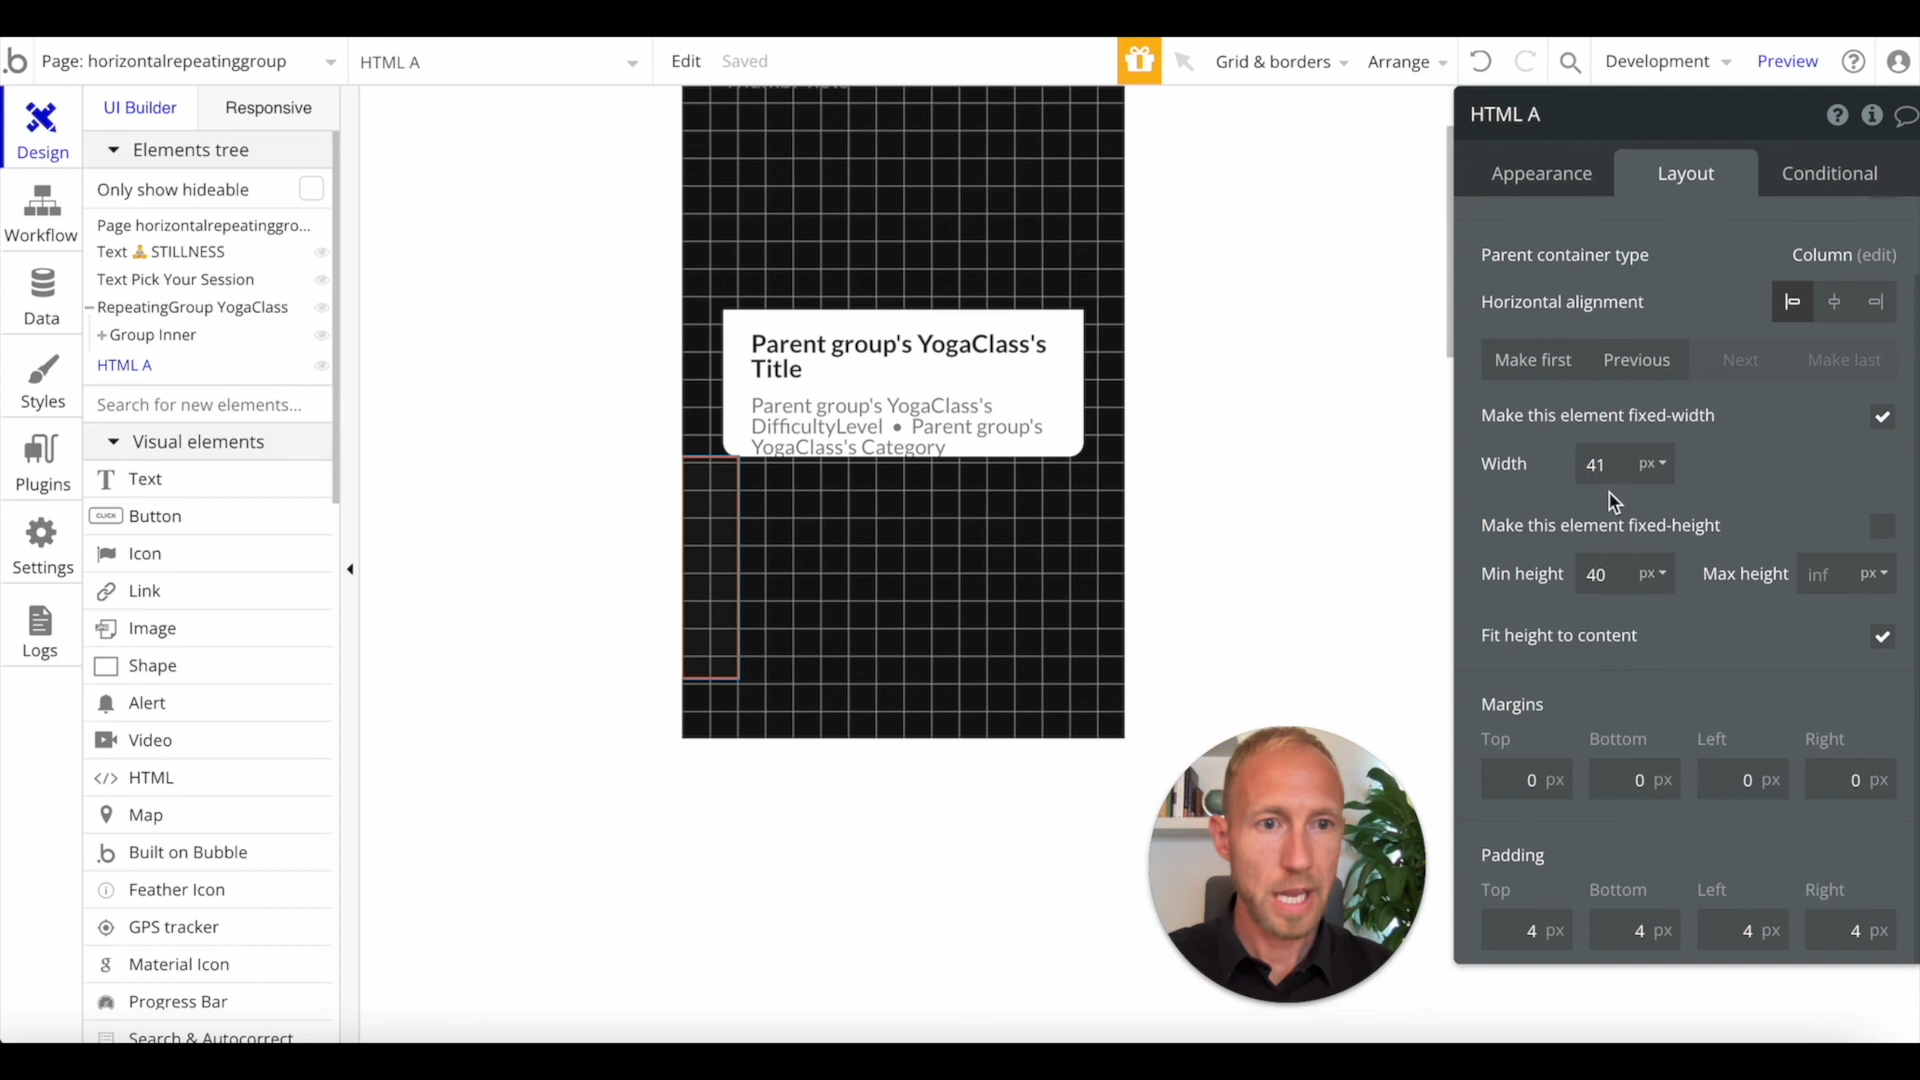 Page: horizontalrepeatinggroup
HTML A
Edit
Saved
Grid & borders
Arrange
Development
Preview
UI Builder
Responsive
Design
Workflow
Data
Styles
Plugins
Settings
Logs
Elements tree
Only show hideable
Page horizontalrepeatinggro...
Text 🧘 STILLNESS
Text Pick Your Session
RepeatingGroup YogaClass
Group Inner
HTML A
Search for new elements...
Visual elements
Text
CLICK Button
Icon
Link
Image
Shape
Alert
Video
HTML
Map
Built on Bubble
Feather Icon
GPS tracker
Material Icon
Progress Bar
Search & Autocorrect
Parent group's YogaClass's
Title
Parent group's YogaClass's
DifficultyLevel • Parent group's
YogaClass's Category
HTML A
Appearance
Layout
Conditional
Parent container type
Column (edit)
Horizontal alignment
Make first
Previous
Next
Make last
Make this element fixed-width
Width 41 px
Make this element fixed-height
Min height 40 px Max height inf px
Fit height to content
Margins
Top Bottom Left Right
0 px 0 px 0 px 0 px
Padding
Top Bottom Left Right
4 px 4 px 4 px 4 px